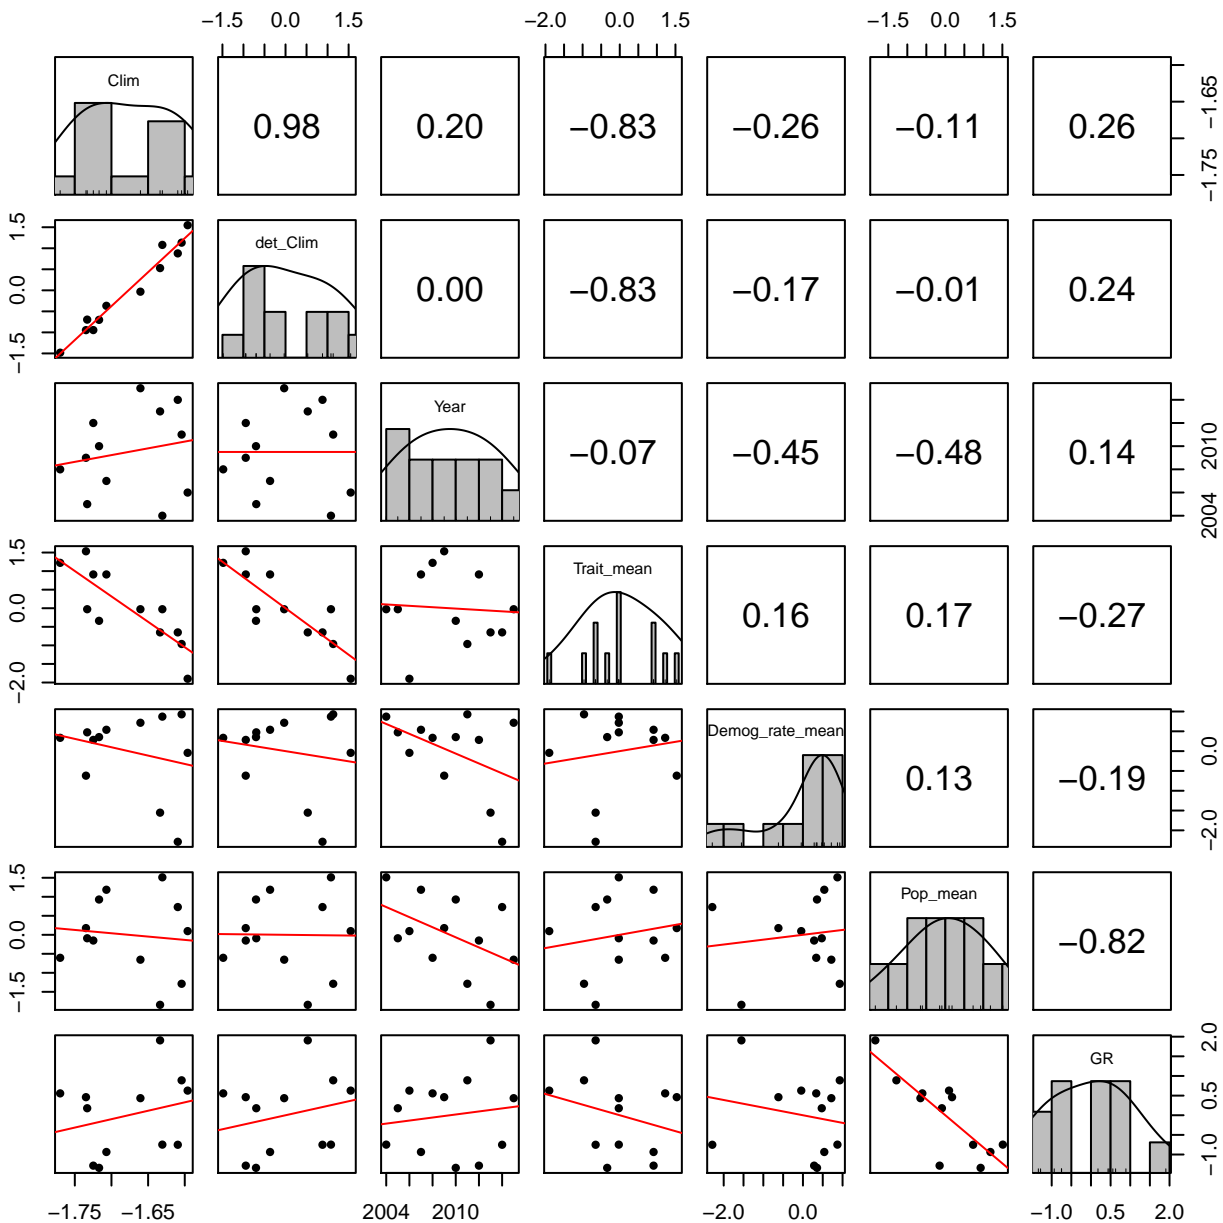 −1.5 0.0 1.5 −2.0 0.0 1.5 −1.5 0.0 1.5
Clim
0.98 0.20 −0.83 −0.26 −0.11 0.26
−1.75 −1.65
−1.5 0.0 1.5
det_Clim
0.00 −0.83 −0.17 −0.01 0.24
Year
−0.07 −0.45 −0.48 0.14
2004 2010
−2.0 0.0 1.5
Trait_mean
0.16 0.17 −0.27
Demog_rate_mean
0.13 −0.19
−2.0 0.0
−1.5 0.0 1.5
Pop_mean
−0.82
GR
−1.0 0.5 2.0
−1.75 −1.65 2004 2010 −2.0 0.0 −1.0 0.5 2.0